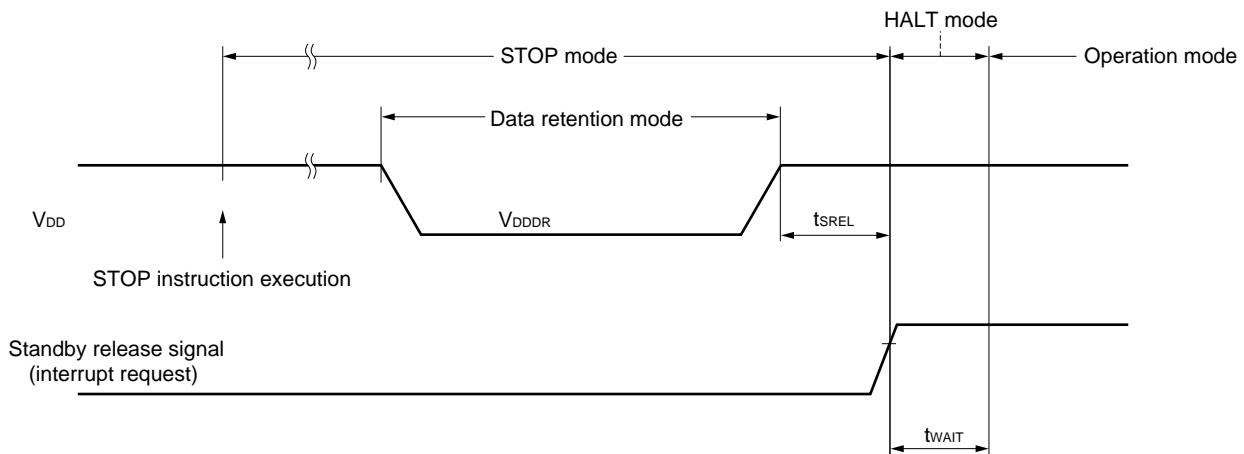 HALT mode
STOP mode
Operation mode
Data retention mode
VDD
VDDDR
tSREL
STOP instruction execution
Standby release signal
(interrupt request)
tWAIT